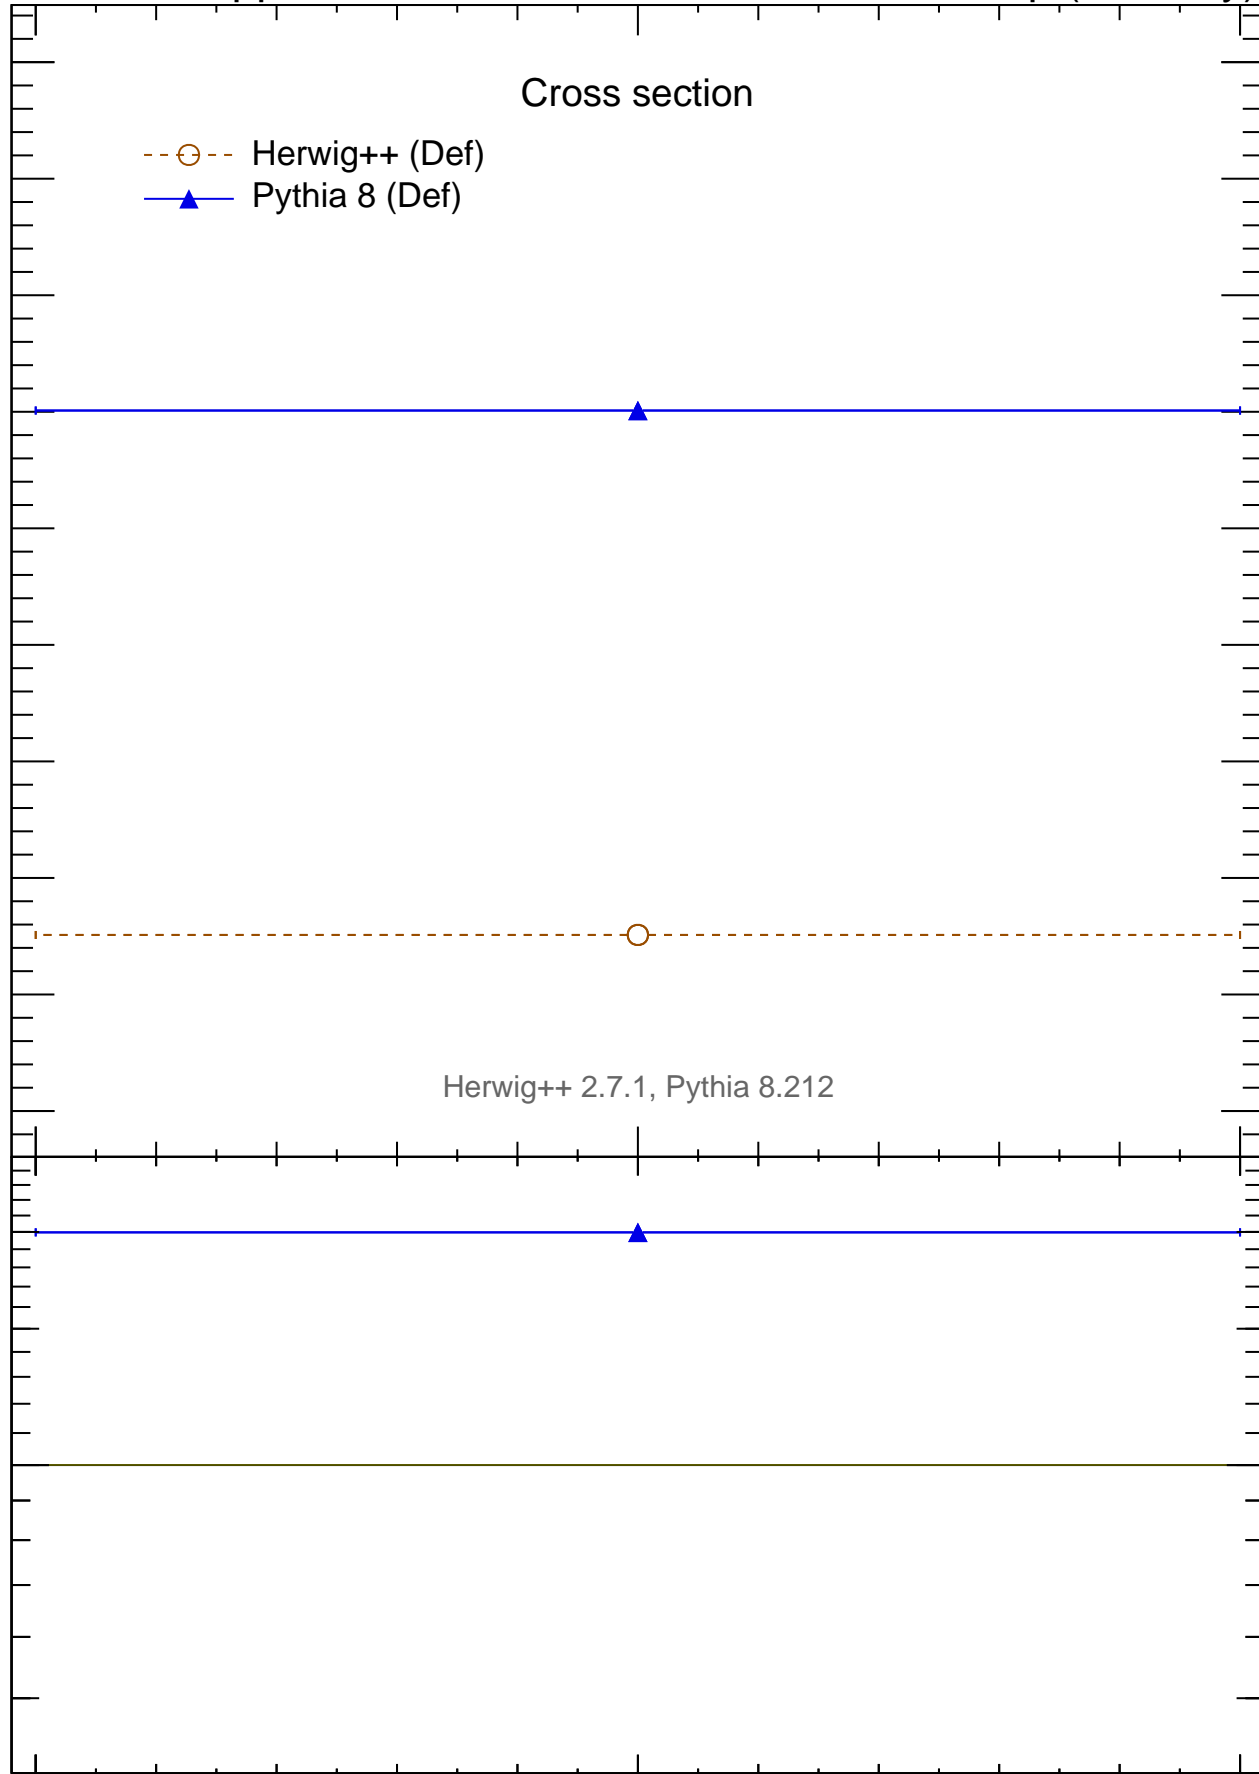 Cross section
Herwig++ (Def)
Pythia 8 (Def)
Herwig++ 2.7.1, Pythia 8.212